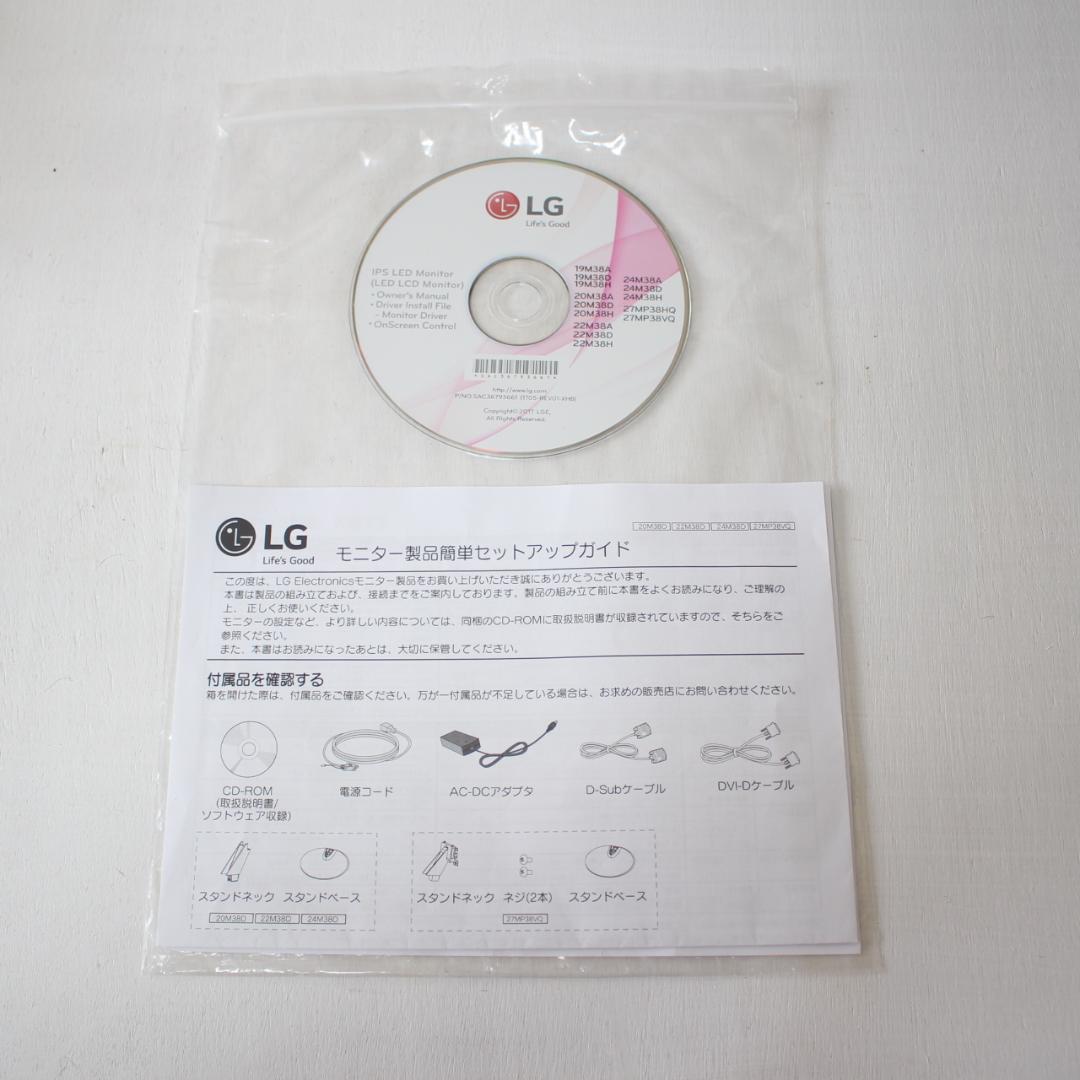 LG
Life's Good
IPS LED Monitor
(LED LCD Monitor)
• Owner's Manual
• Driver Install File
- Monitor Driver
• OnScreen Control
19M38A
19M38D
19M38H
20M38A
20M38D
20M38H
22M38A
22M38D
22M38H
24M38A
24M38D
24M38H
27MP38HQ
27MP38VQ
http://www.lg.com
Copyright© 2017 LGE,
All Rights Reserved.
LG
Life's Good
モニター製品簡単セットアップガイド
20M38D 22M38D 24M38D 27MP38VQ
この度は、LG Electronicsモニター製品をお買い上げいただき誠にありがとうございます。
本書は製品の組み立ておよび、接続までをご案内しております。製品の組み立て前に本書をよくお読みになり、ご理解の
上、正しくお使いください。
モニターの設定など、より詳しい内容については、同梱のCD-ROMに取扱説明書が収録されていますので、そちらをご
参照ください。
また、本書はお読みになったあとは、大切に保管してください。
付属品を確認する
箱を開けた際は、付属品をご確認ください。万が一付属品が不足している場合は、お求めの販売店にお問い合わせください。
CD-ROM
(取扱説明書/
ソフトウェア収録)
電源コード
AC-DCアダプタ
D-Subケーブル
DVI-Dケーブル
スタンドネック スタンドベース
20M38D 22M38D 24M38D
スタンドネック ネジ(2本) スタンドベース
27MP38VQ